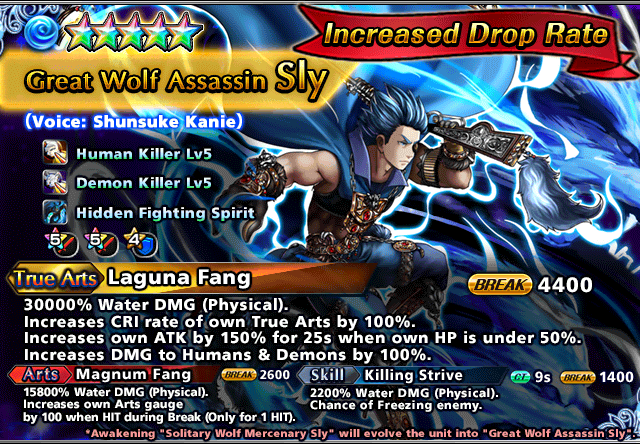 Increased Drop Rate
Great Wolf Assassin Sly
(Voice: Shunsuke Kanie)
Human Killer Lv5
Demon Killer Lv5
Hidden Fighting Spirit
5 5 4
True Arts Laguna Fang BREAK 4400
30000% Water DMG (Physical).
Increases CRI rate of own True Arts by 100%.
Increases own ATK by 150% for 25s when own HP is under 50%.
Increases DMG to Humans & Demons by 100%.
Arts Magnum Fang BREAK 2600
15800% Water DMG (Physical).
Increases own Arts gauge
by 100 when HIT during Break (Only for 1 HIT).
Skill Killing Strive CT 9s BREAK 1400
2200% Water DMG (Physical).
Chance of Freezing enemy.
*Awakening "Solitary Wolf Mercenary Sly" will evolve the unit into "Great Wolf Assassin Sly".